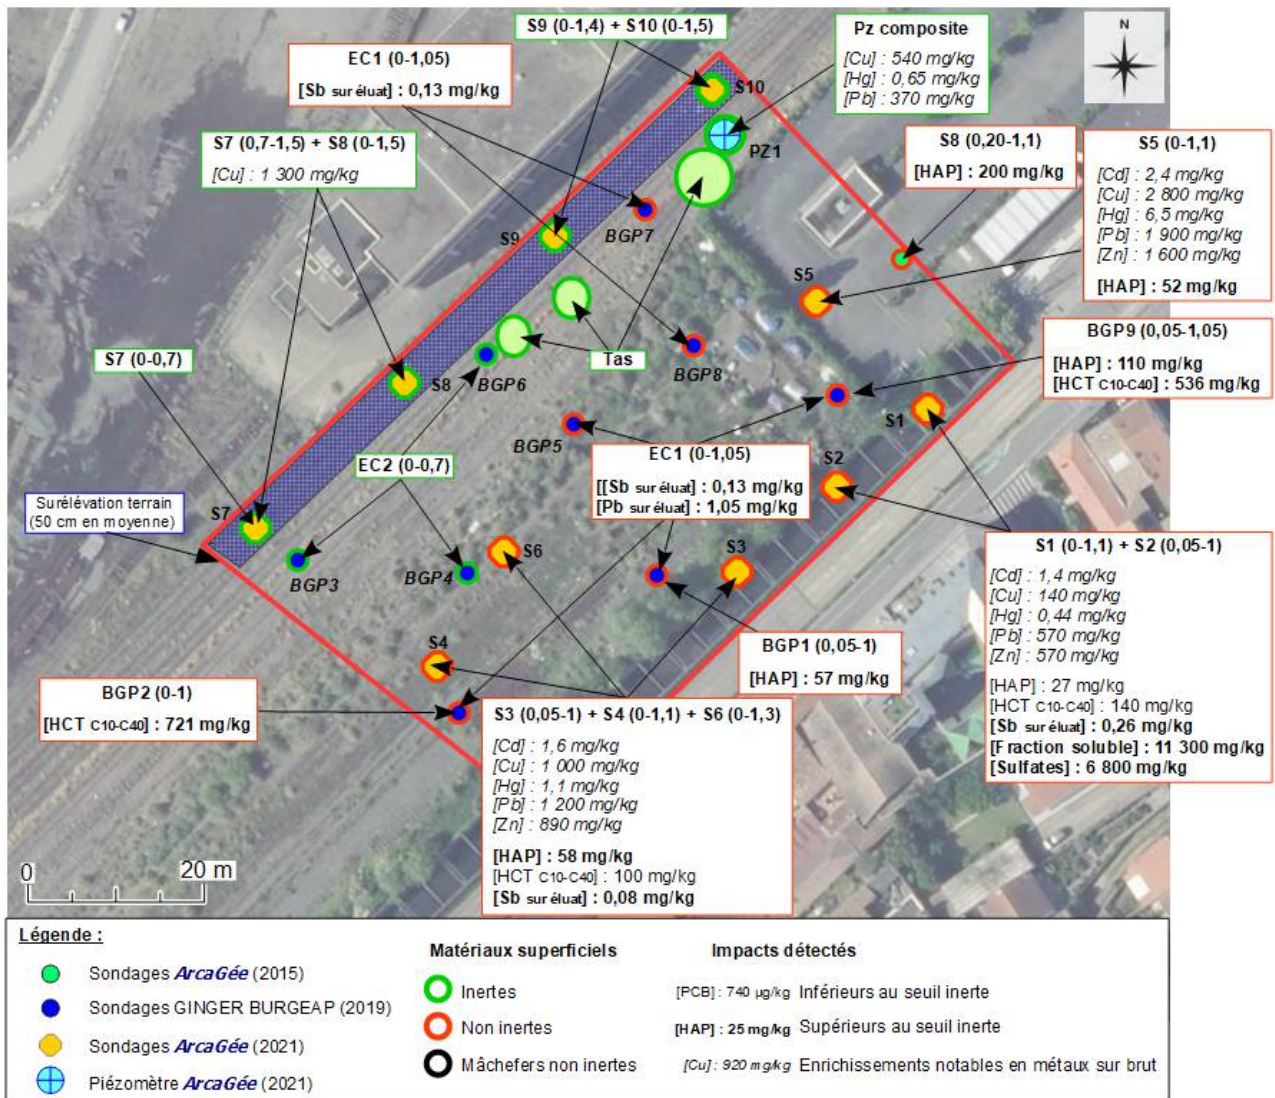 S9 (0-1,4) + S10 (0-1,5)
Pz composite
[Cu] : 540 mg/kg
[Hg] : 0,65 mg/kg
[Pb] : 370 mg/kg
N
EC1 (0-1,05)
[Sb sur éluat] : 0,13 mg/kg
S7 (0,7-1,5) + S8 (0-1,5)
[Cu] : 1 300 mg/kg
S10
PZ1
S8 (0,20-1,1)
[HAP] : 200 mg/kg
S5 (0-1,1)
[Cd] : 2,4 mg/kg
[Cu] : 2 800 mg/kg
[Hg] : 6,5 mg/kg
[Pb] : 1 900 mg/kg
[Zn] : 1 600 mg/kg
[HAP] : 52 mg/kg
S9
BGP7
S5
S7 (0-0,7)
Tas
BGP8
S8
BGP6
BGP9 (0,05-1,05)
[HAP] : 110 mg/kg
[HCT C10-C40] : 536 mg/kg
S1
BGP5
EC2 (0-0,7)
EC1 (0-1,05)
[[Sb sur éluat] : 0,13 mg/kg
[Pb sur éluat] : 1,05 mg/kg
S2
Surélévation terrain
(50 cm en moyenne)
S7
S6
S3
BGP3
BGP4
S1 (0-1,1) + S2 (0,05-1)
[Cd] : 1,4 mg/kg
[Cu] : 140 mg/kg
[Hg] : 0,44 mg/kg
[Pb] : 570 mg/kg
[Zn] : 570 mg/kg
[HAP] : 27 mg/kg
[HCT C10-C40] : 140 mg/kg
[Sb sur éluat] : 0,26 mg/kg
[Fraction soluble] : 11 300 mg/kg
[Sulfates] : 6 800 mg/kg
S4
BGP1 (0,05-1)
[HAP] : 57 mg/kg
BGP2 (0-1)
[HCT C10-C40] : 721 mg/kg
S3 (0,05-1) + S4 (0-1,1) + S6 (0-1,3)
[Cd] : 1,6 mg/kg
[Cu] : 1 000 mg/kg
[Hg] : 1,1 mg/kg
[Pb] : 1 200 mg/kg
[Zn] : 890 mg/kg
[HAP] : 58 mg/kg
[HCT C10-C40] : 100 mg/kg
[Sb sur éluat] : 0,08 mg/kg
0 20 m
Légende :
Sondages ArcaGée (2015)
Sondages GINGER BURGEAP (2019)
Sondages ArcaGée (2021)
Piézomètre ArcaGée (2021)
Matériaux superficiels
Inertes
Non inertes
Mâchefers non inertes
Impacts détectés
[PCB] : 740 µg/kg Inférieurs au seuil inerte
[HAP] : 25 mg/kg Supérieurs au seuil inerte
[Cu] : 920 mg/kg Enrichissements notables en métaux sur brut